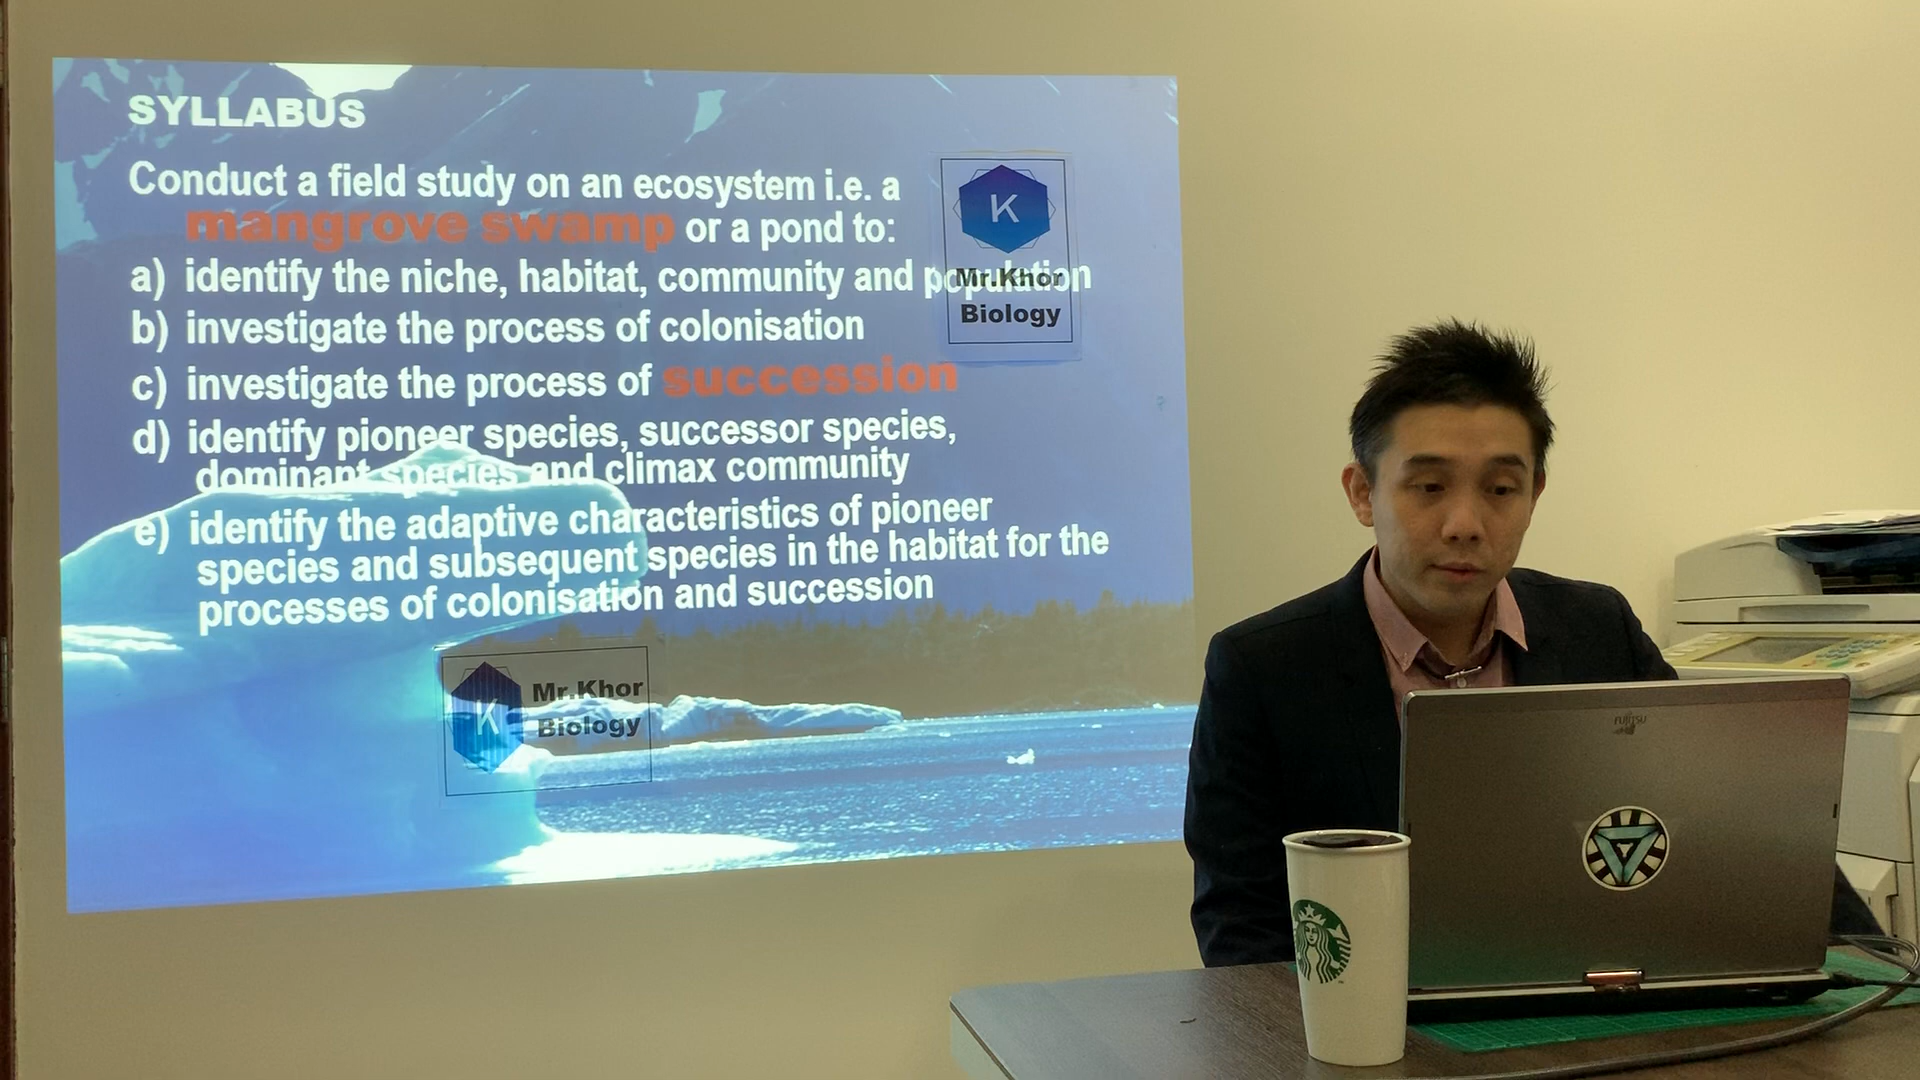 SYLLABUS
Conduct a field study on an ecosystem i.e. a
mangrove swamp or a pond to:
a) identify the niche, habitat, community and population
b) investigate the process of colonisation
c) investigate the process of succession
d) identify pioneer species, successor species,
dominant species and climax community
e) identify the adaptive characteristics of pioneer
species and subsequent species in the habitat for the
processes of colonisation and succession
K
Mr.Khor
Biology
K
Mr.Khor
Biology
FUJITSU